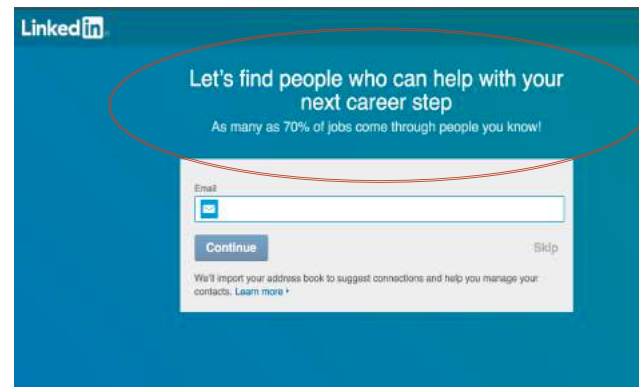 Linked in
Let's find people who can help with your
next career step
As many as 70% of jobs come through people you know!
Email
Continue
Skip
We'll import your address book to suggest connections and help you manage your
contacts. Learn more